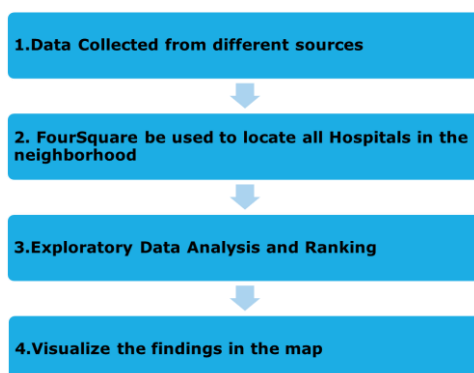 1.Data Collected from different sources
2. FourSquare be used to locate all Hospitals in the
neighborhood
3.Exploratory Data Analysis and Ranking
4.Visualize the findings in the map